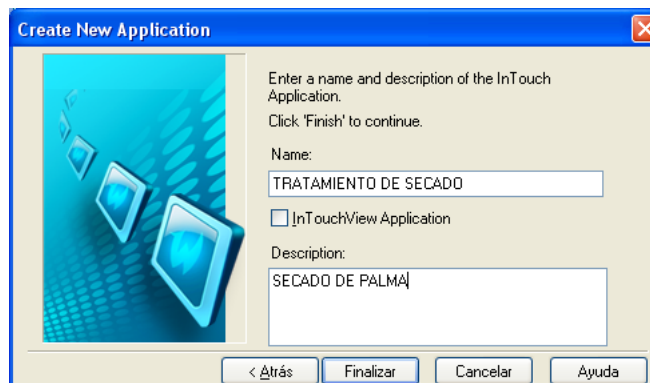 Create New Application
Enter a name and description of the InTouch
Application.
Click 'Finish' to continue.
Name:
TRATAMIENTO DE SECADO
InTouchView Application
Description:
SECADO DE PALMA
< Atrás
Finalizar
Cancelar
Ayuda